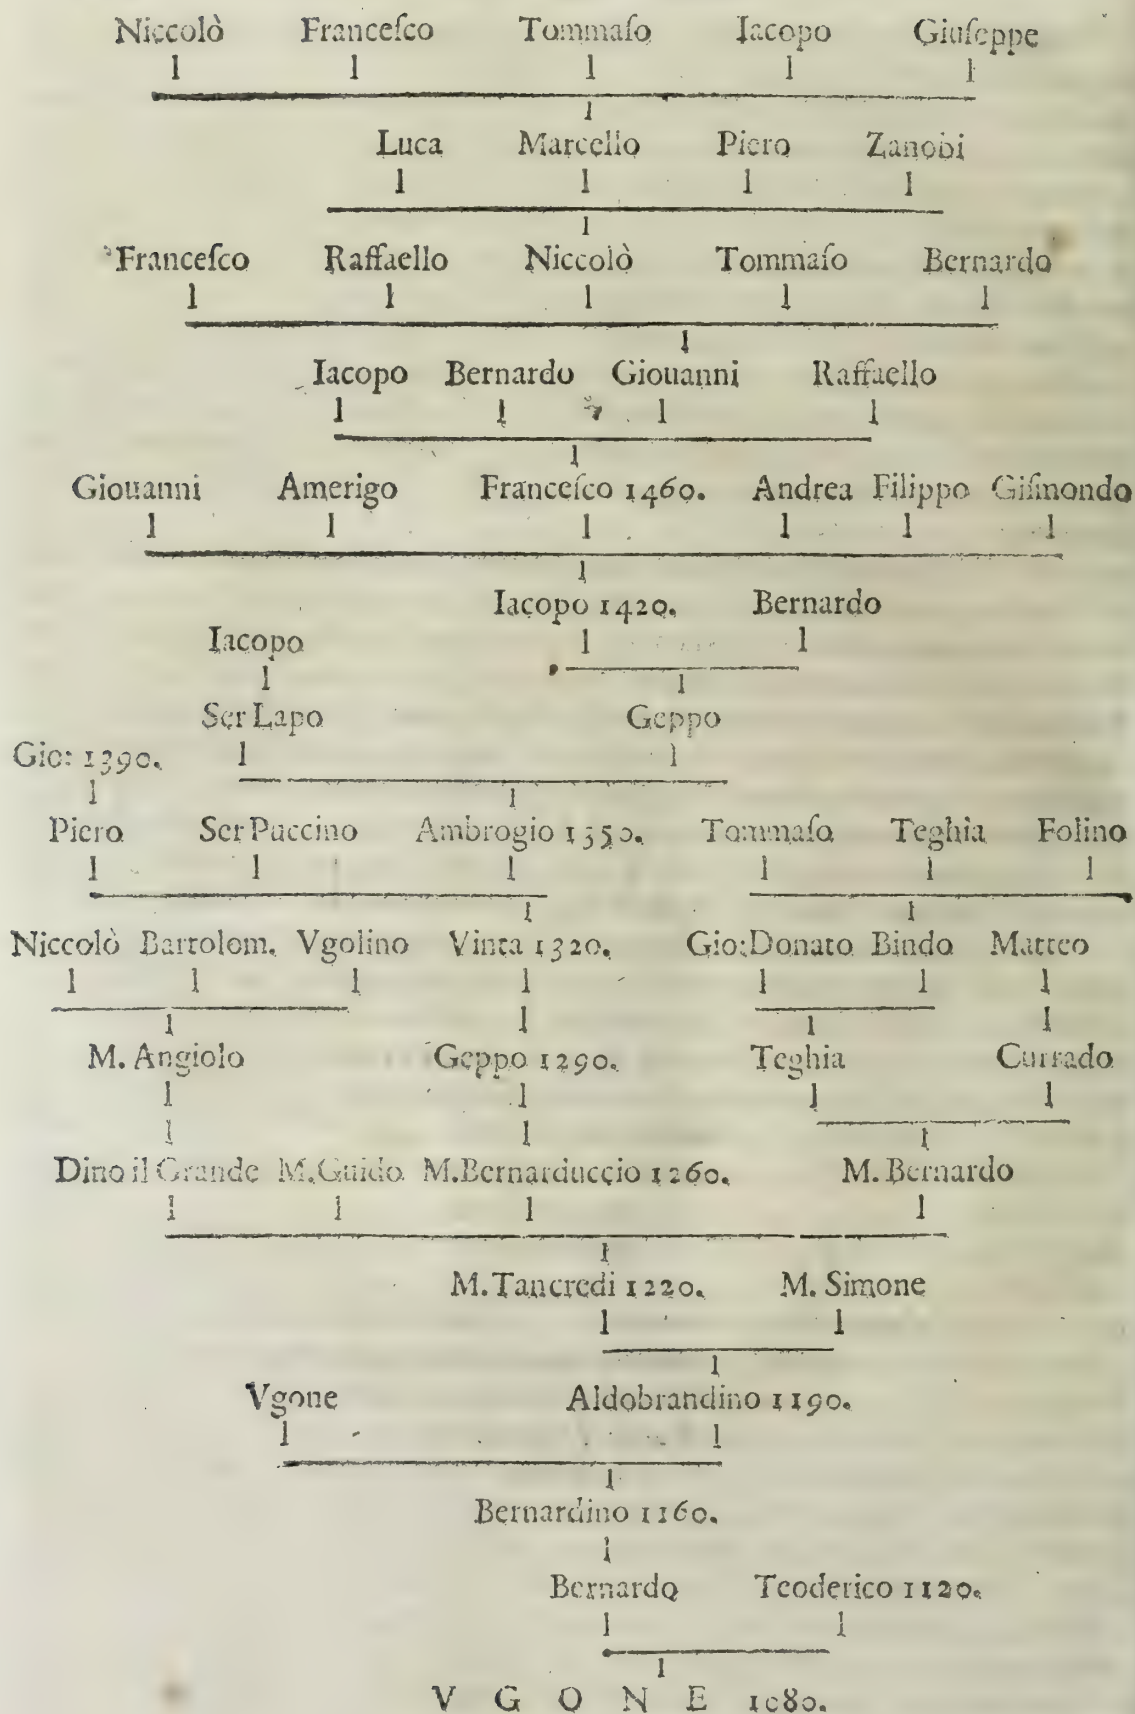 Niccolò Franceſco Tommaſo Iacopo Giuſeppe
Luca Marcello Piero Zanobi
Franceſco Raffaello Niccolò Tommaſo Bernardo
Iacopo Bernardo Giouanni Raffaello
Giouanni Amerigo Franceſco 1460. Andrea Filippo Giſmondo
Iacopo 1420. Bernardo
Iacopo
Ser Lapo Geppo
Gio: 1390.
Piero Ser Puccino Ambrogio 1350. Tommaſo Teghia Folino
Niccolò Bartolom. Vgolino Vinta 1320. Gio:Donato Bindo Matteo
M. Angiolo Geppo 1290. Teghia Currado
Dino il Grande M.Guido M.Bernarduccio 1260. M. Bernardo
M. Tancredi 1220. M. Simone
Vgone Aldobrandino 1190.
Bernardino 1160.
Bernardo Teoderico 1120.
V G O N E 1080.